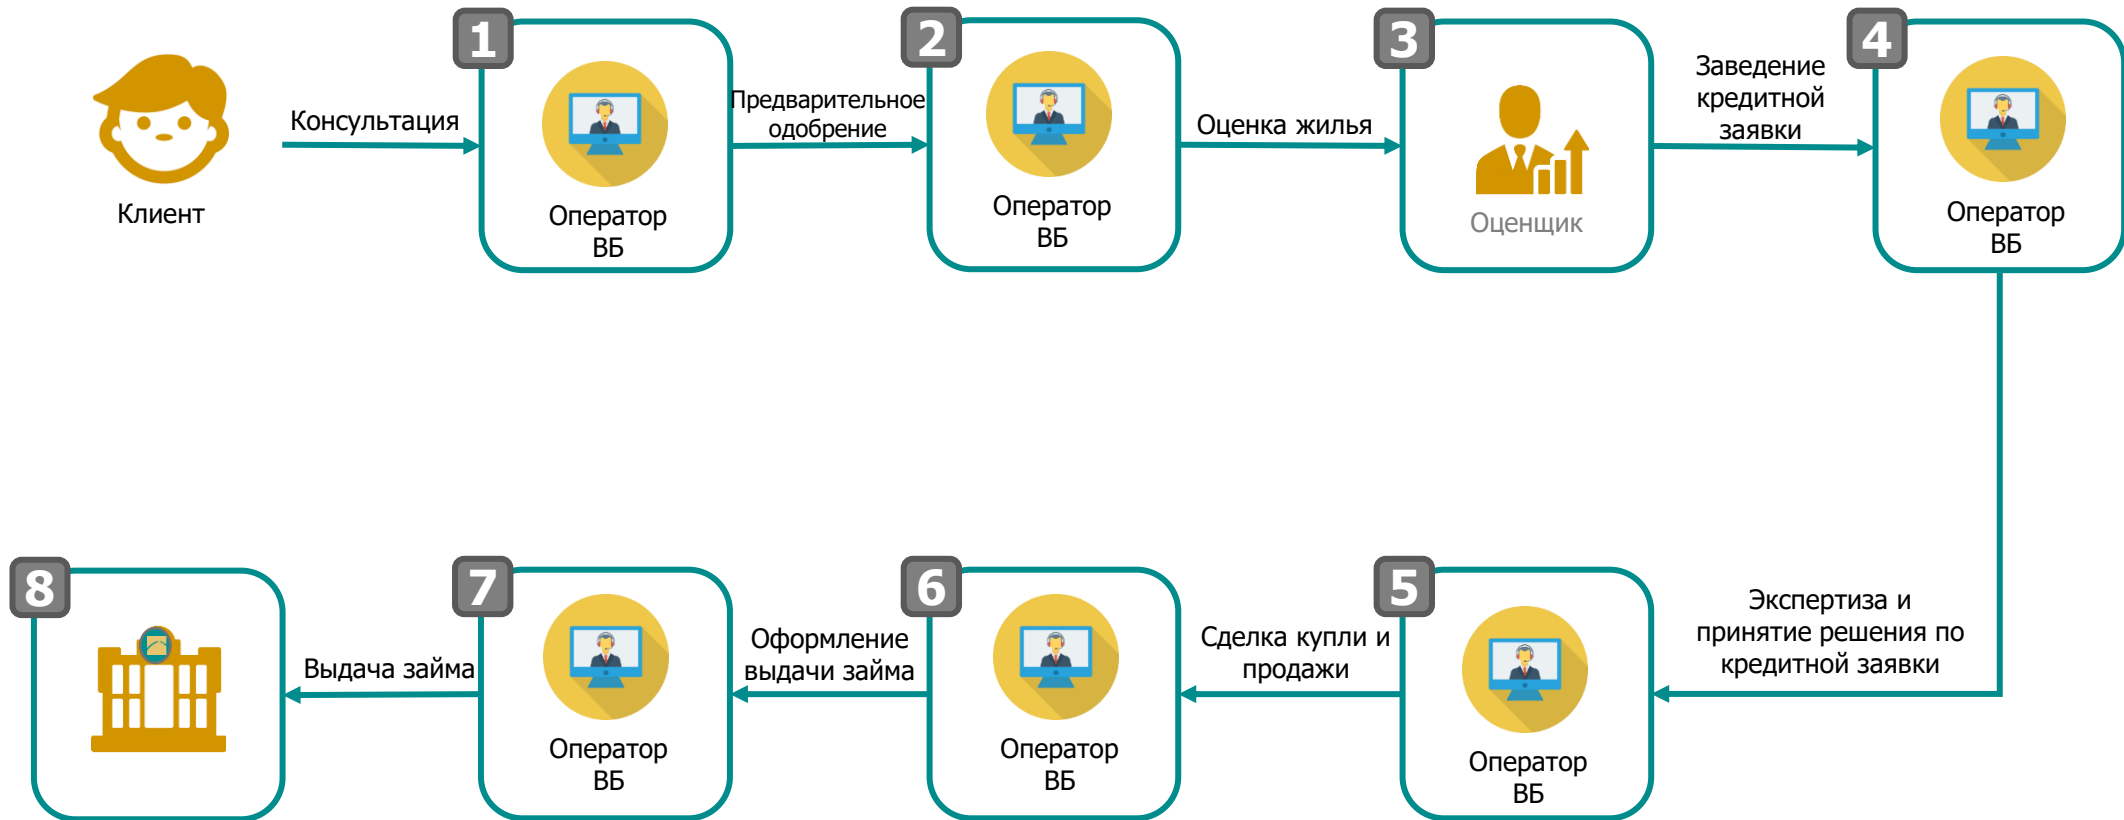 Клиент
Консультация
1
Оператор
ВБ
Предварительное
одобрение
2
Оператор
ВБ
Оценка жилья
3
Оценщик
Заведение
кредитной
заявки
4
Оператор
ВБ
Экспертиза и
принятие решения по
кредитной заявки
5
Оператор
ВБ
Сделка купли и
продажи
6
Оператор
ВБ
Оформление
выдачи займа
7
Оператор
ВБ
Выдача займа
8